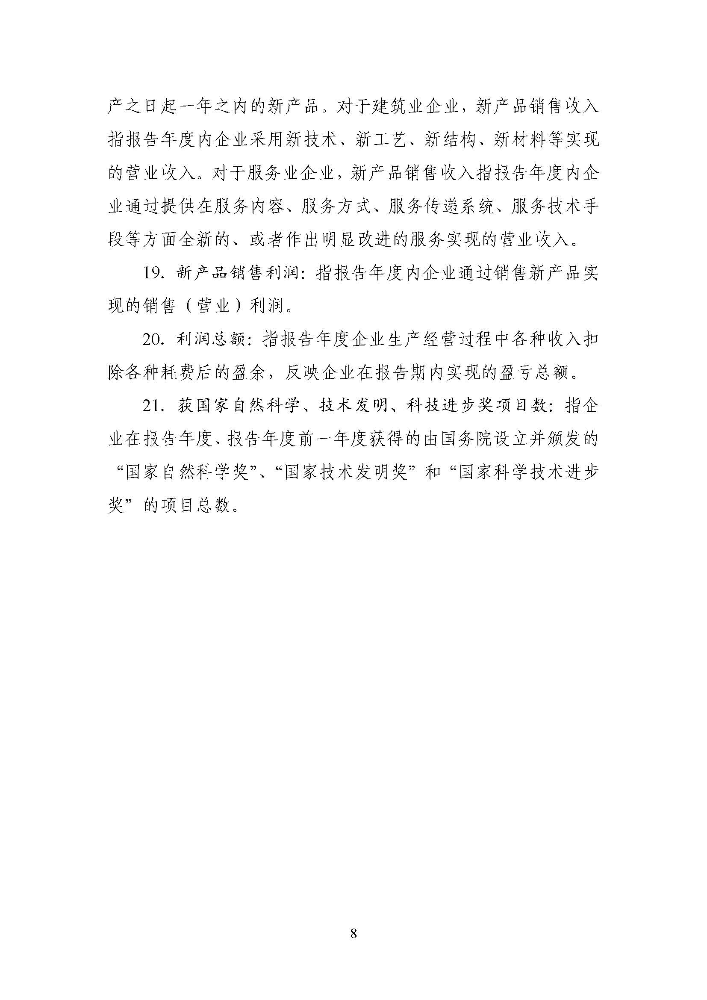 产之日起一年之内的新产品。对于建筑业企业，新产品销售收入
指报告年度内企业采用新技术、新工艺、新结构、新材料等实现
的营业收入。对于服务业企业，新产品销售收入指报告年度内企
业通过提供在服务内容、服务方式、服务传递系统、服务技术手
段等方面全新的、或者作出明显改进的服务实现的营业收入。
19. 新产品销售利润：指报告年度内企业通过销售新产品实
现的销售（营业）利润。
20. 利润总额：指报告年度企业生产经营过程中各种收入扣
除各种耗费后的盈余，反映企业在报告期内实现的盈亏总额。
21. 获国家自然科学、技术发明、科技进步奖项目数：指企
业在报告年度、报告年度前一年度获得的由国务院设立并颁发的
“国家自然科学奖”、“国家技术发明奖”和“国家科学技术进步
奖”的项目总数。
8